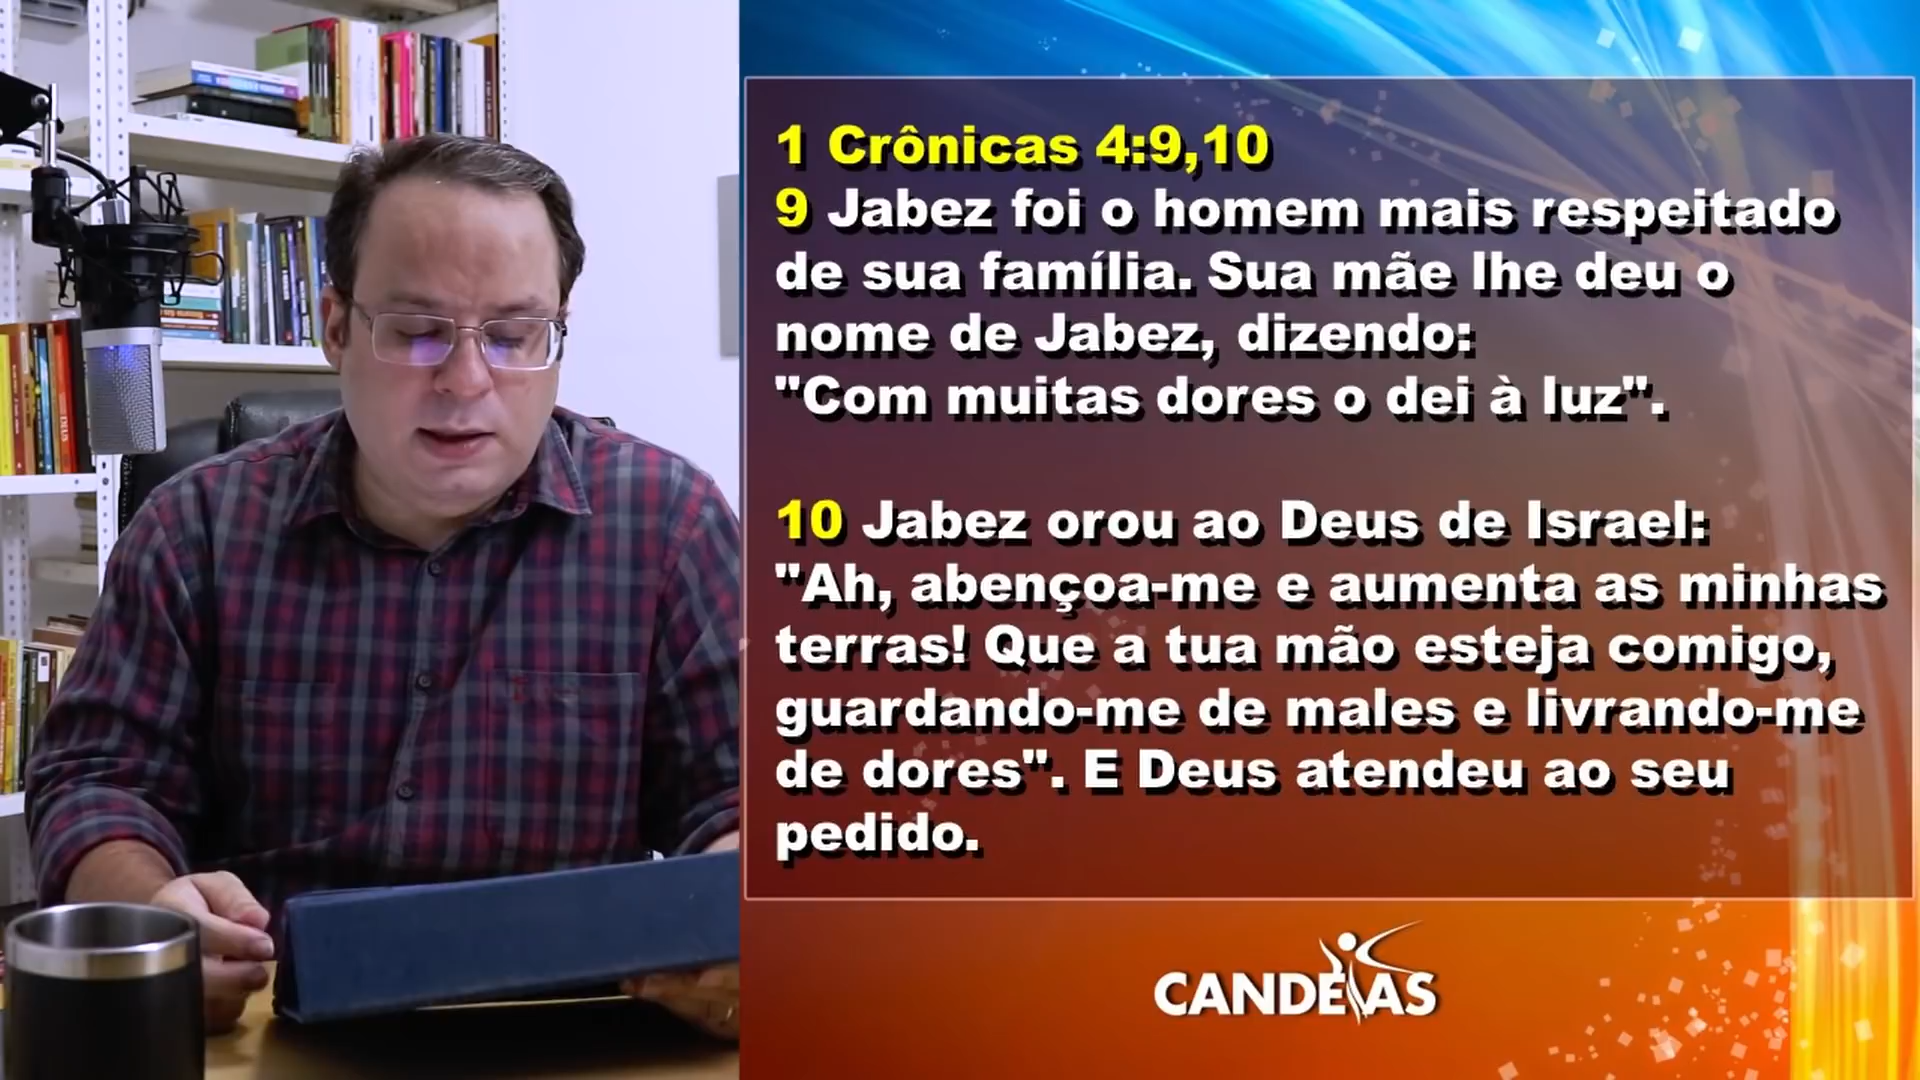 1 Crônicas 4:9,10
9 Jabez foi o homem mais respeitado
de sua família. Sua mãe lhe deu o
nome de Jabez, dizendo:
"Com muitas dores o dei à luz".
10 Jabez orou ao Deus de Israel:
"Ah, abençoa-me e aumenta as minhas
terras! Que a tua mão esteja comigo,
guardando-me de males e livrando-me
de dores". E Deus atendeu ao seu
pedido.
CANDEIAS